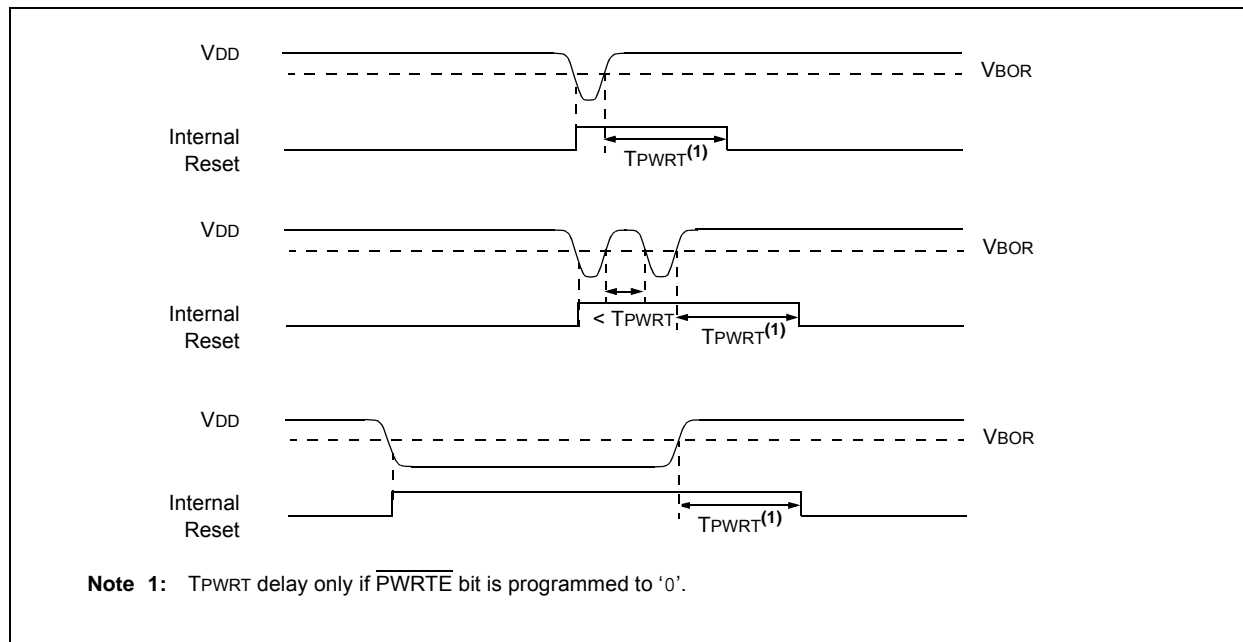 VDD
VBOR
Internal
Reset
TPWRT(1)
VDD
VBOR
Internal
Reset
< TPWRT
TPWRT(1)
VDD
VBOR
Internal
Reset
TPWRT(1)
Note 1: TPWRT delay only if PWRTE bit is programmed to ‘0’.